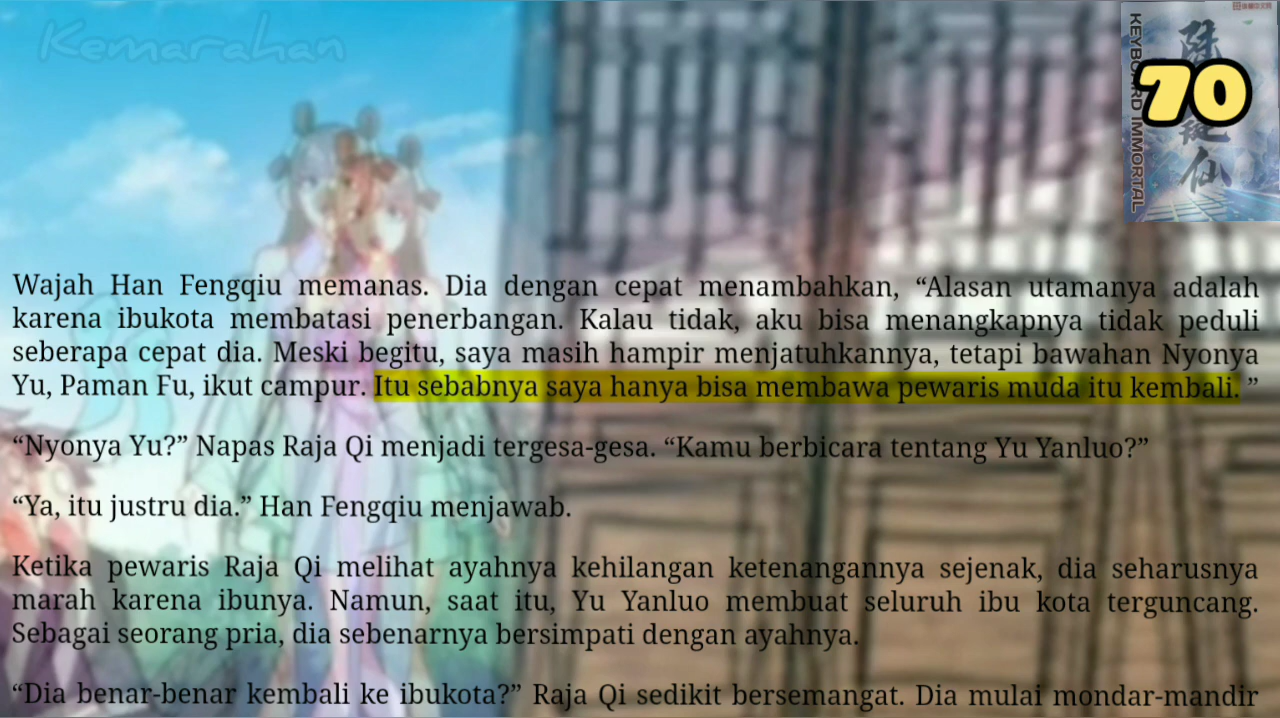 Kemarahan
KEYBOARD IMMORTAL
70
Wajah Han Fengqiu memanas. Dia dengan cepat menambahkan, “Alasan utamanya adalah
karena ibukota membatasi penerbangan. Kalau tidak, aku bisa menangkapnya tidak peduli
seberapa cepat dia. Meski begitu, saya masih hampir menjatuhkannya, tetapi bawahan Nyonya
Yu, Paman Fu, ikut campur. Itu sebabnya saya hanya bisa membawa pewaris muda itu kembali. ”
“Nyonya Yu?” Napas Raja Qi menjadi tergesa-gesa. “Kamu berbicara tentang Yu Yanluo?”
“Ya, itu justru dia.” Han Fengqiu menjawab.
Ketika pewaris Raja Qi melihat ayahnya kehilangan ketenangannya sejenak, dia seharusnya
marah karena ibunya. Namun, saat itu, Yu Yanluo membuat seluruh ibu kota terguncang.
Sebagai seorang pria, dia sebenarnya bersimpati dengan ayahnya.
“Dia benar-benar kembali ke ibukota?” Raja Qi sedikit bersemangat. Dia mulai mondar-mandir